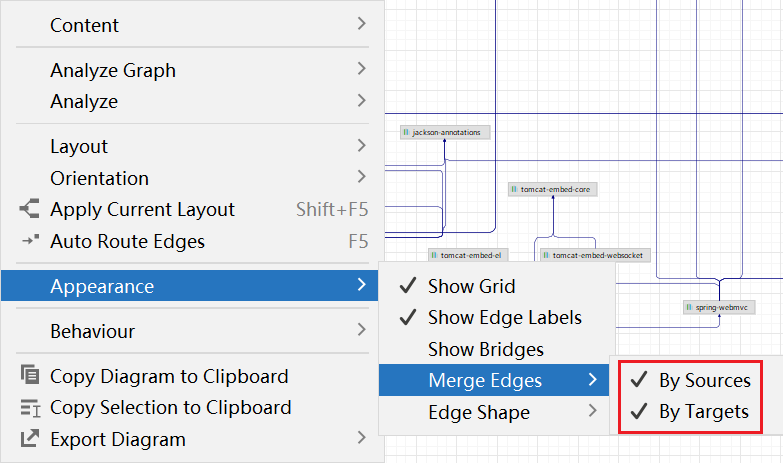 Content
Analyze Graph
Analyze
Layout
Orientation
Apply Current Layout Shift+F5
Auto Route Edges F5
Appearance
Behaviour
Copy Diagram to Clipboard
Copy Selection to Clipboard
Export Diagram
Show Grid
Show Edge Labels
Show Bridges
Merge Edges
Edge Shape
By Sources
By Targets
jackson-annotations
tomcat-embed-core
tomcat-embed-el
tomcat-embed-websocket
spring-webmvc